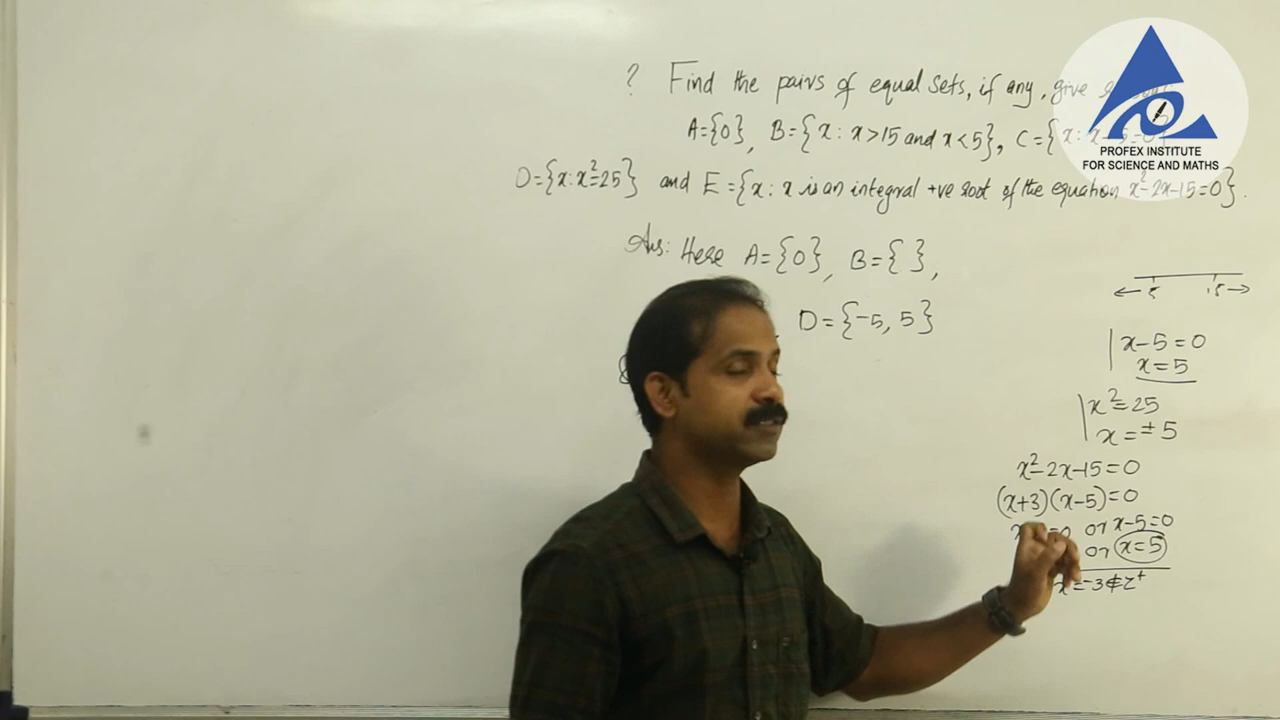 ? Find the pairs of equal sets, if any, give
A={0}, B={x: x>15 and x<5}, C={x: x-5=0}
D={x:x²=25} and E={x: x is an integral +ve root of the equation x²-2x-15=0}.
Ans: Here A={0}, B={ },
D={-5, 5}
5 15
x-5=0
x=5
x²=25
x=±5
x²-2x-15=0
(x+3)(x-5)=0
=0 or x-5=0
or x=5
x=-3∉Z⁺
PROFEX INSTITUTE
FOR SCIENCE AND MATHS